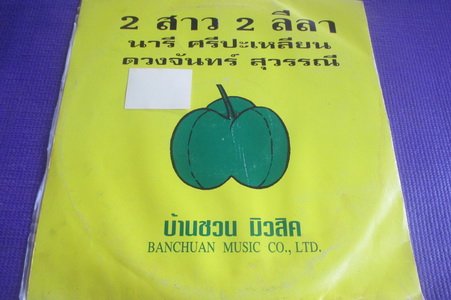 2 สาว 2 ลีลา
นารี ศรีปะเหลียน
ดวงจันทร์ สุวรรณี
บ้านชวน มิวสิค
BANCHUAN MUSIC CO., LTD.